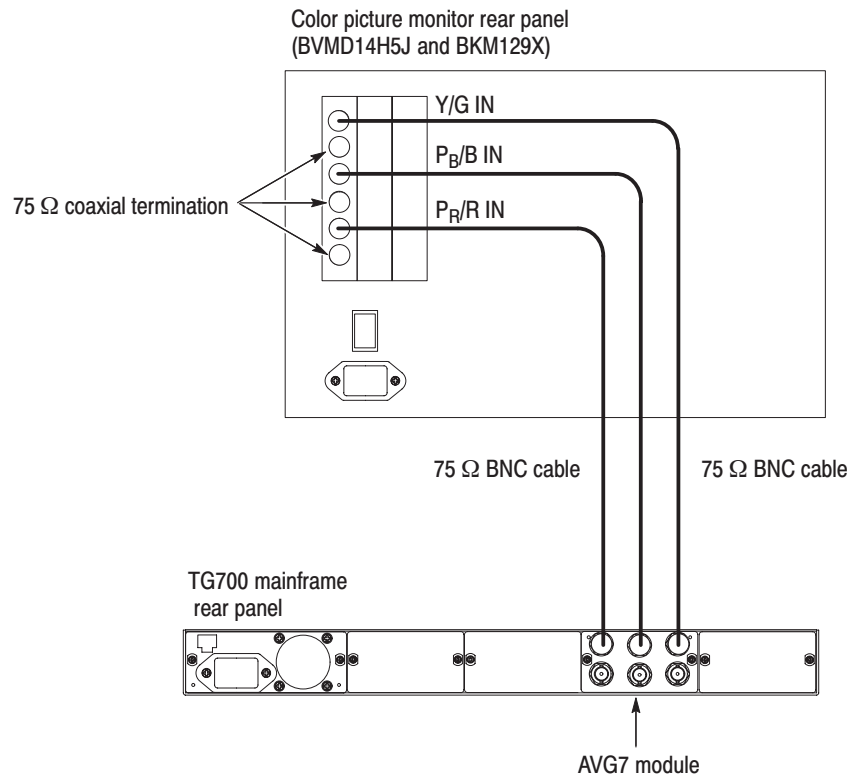 Color picture monitor rear panel
(BVMD14H5J and BKM129X)
Y/G IN
PB/B IN
75 Ω coaxial termination
PR/R IN
75 Ω BNC cable
75 Ω BNC cable
TG700 mainframe
rear panel
AVG7 module